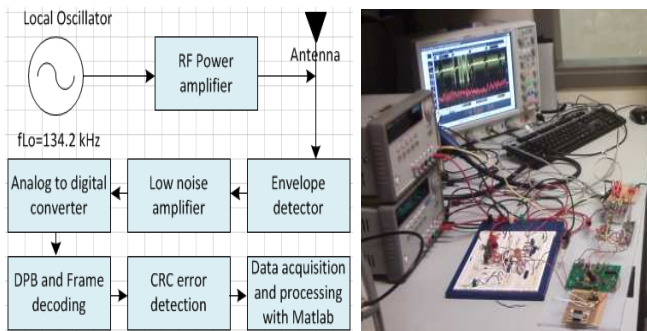 Local Oscillator
RF Power
amplifier
Antenna
fLo=134.2 kHz
Analog to digital
converter
Low noise
amplifier
Envelope
detector
DPB and Frame
decoding
CRC error
detection
Data acquisition
and processing
with Matlab